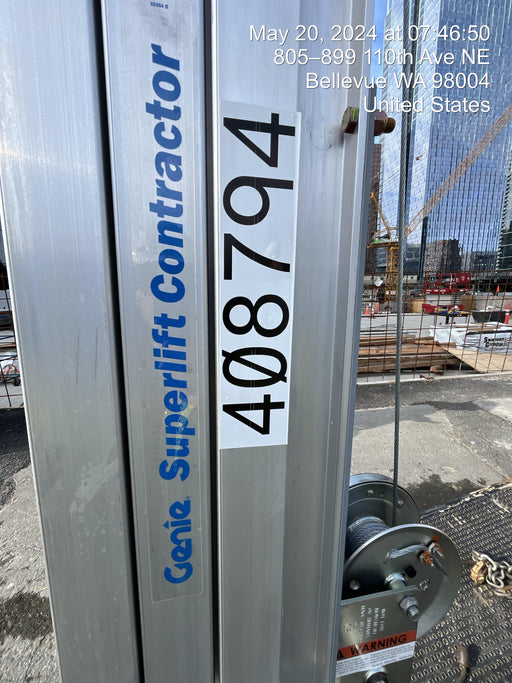 May 20, 2024 at 07:46:50
805–899 110th Ave NE
Bellevue WA 98004
United States
Genie Superlift Contractor
408794
WARNING